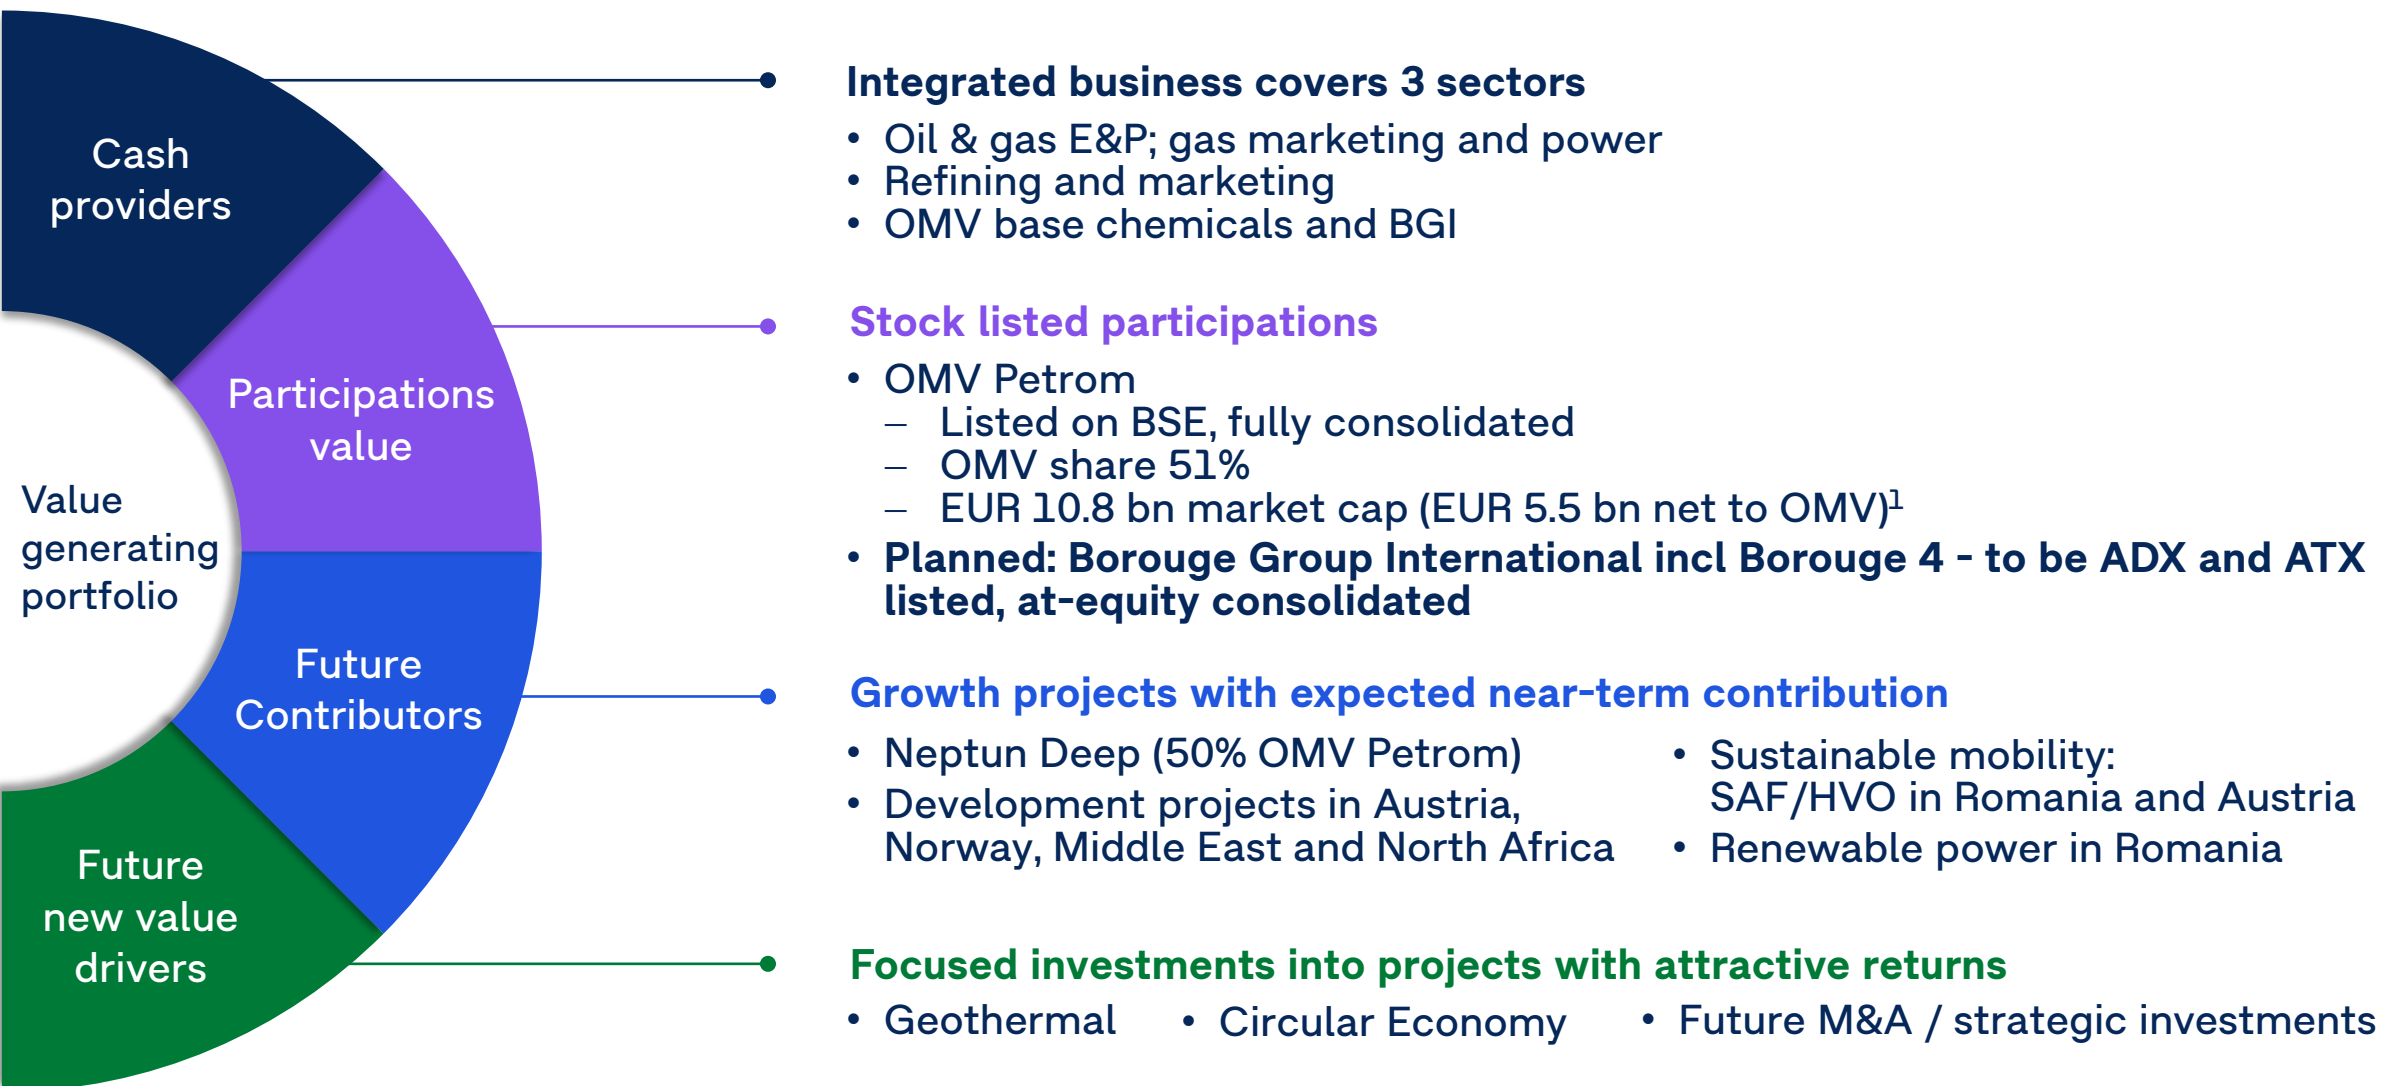 Cash
providers
Participations
value
Value
generating
portfolio
Future
Contributors
Future
new value
drivers
Integrated business covers 3 sectors
• Oil & gas E&P; gas marketing and power
• Refining and marketing
• OMV base chemicals and BGI
Stock listed participations
• OMV Petrom
– Listed on BSE, fully consolidated
– OMV share 51%
– EUR 10.8 bn market cap (EUR 5.5 bn net to OMV)¹
• Planned: Borouge Group International incl Borouge 4 - to be ADX and ATX
listed, at-equity consolidated
Growth projects with expected near-term contribution
• Neptun Deep (50% OMV Petrom)
• Development projects in Austria,
Norway, Middle East and North Africa
• Sustainable mobility:
SAF/HVO in Romania and Austria
• Renewable power in Romania
Focused investments into projects with attractive returns
• Geothermal
• Circular Economy
• Future M&A / strategic investments